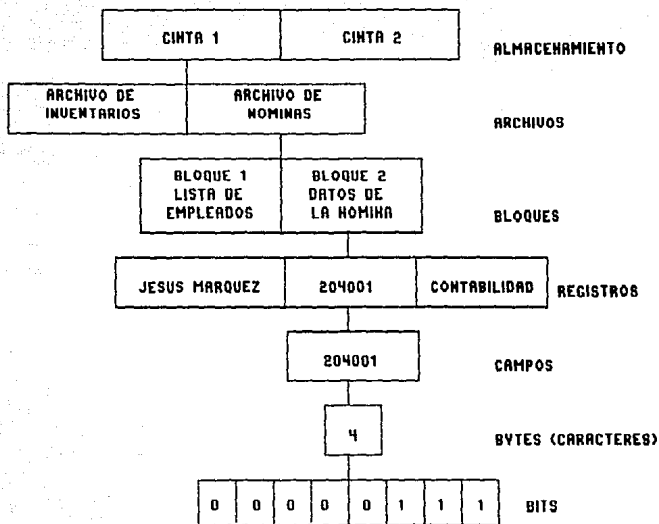 CINTA 1
CINTA 2
ALMACENAMIENTO
ARCHIVO DE
INVENTARIOS
ARCHIVO DE
NOMINAS
ARCHIVOS
BLOQUE 1
LISTA DE
EMPLEADOS
BLOQUE 2
DATOS DE
LA NOMINA
BLOQUES
JESUS MARQUEZ
204001
CONTABILIDAD
REGISTROS
204001
CAMPOS
4
BYTES (CARACTERES)
0 0 0 0 0 1 1 1
BITS